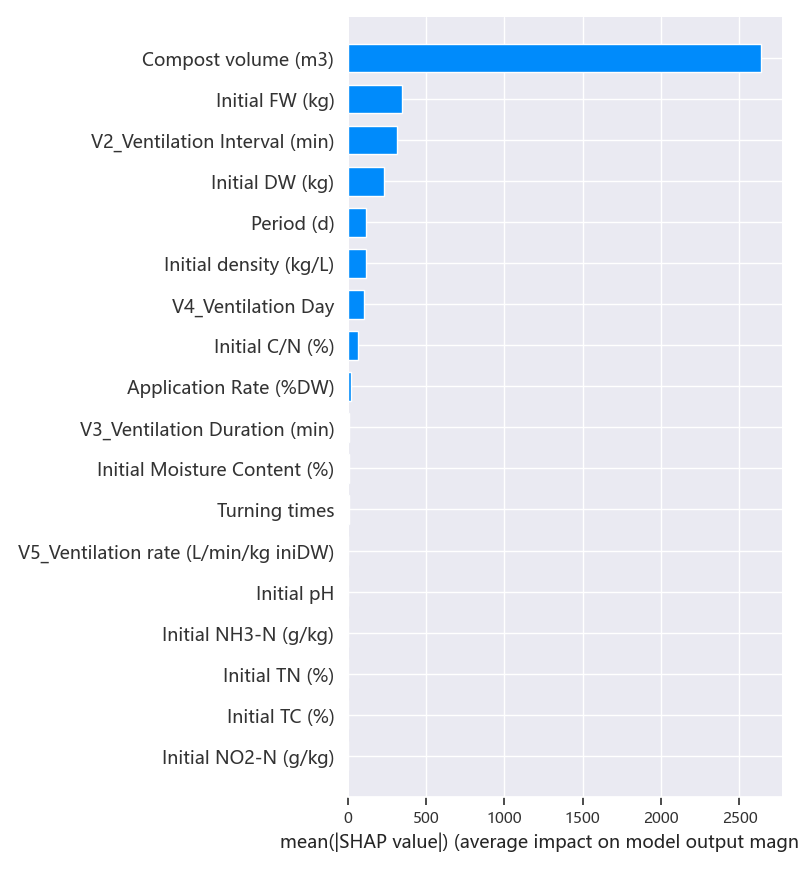 Compost volume (m3)
Initial FW (kg)
V2_Ventilation Interval (min)
Initial DW (kg)
Period (d)
Initial density (kg/L)
V4_Ventilation Day
Initial C/N (%)
Application Rate (%DW)
V3_Ventilation Duration (min)
Initial Moisture Content (%)
Turning times
V5_Ventilation rate (L/min/kg iniDW)
Initial pH
Initial NH3-N (g/kg)
Initial TN (%)
Initial TC (%)
Initial NO2-N (g/kg)
0 500 1000 1500 2000 2500
mean(|SHAP value|) (average impact on model output magn